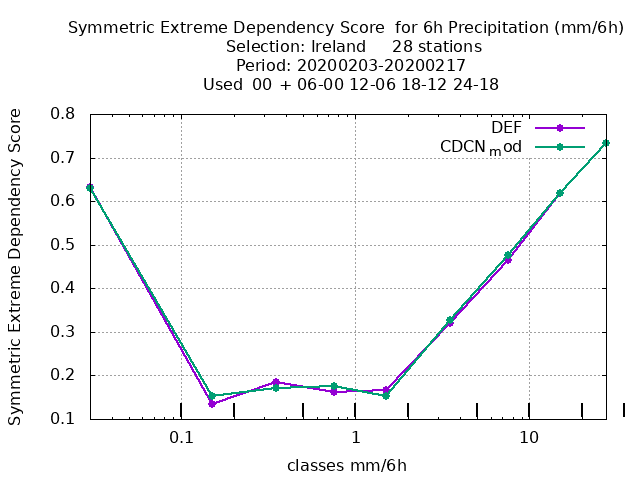 Symmetric Extreme Dependency Score  for 6h Precipitation (mm/6h)
Selection: Ireland     28 stations
Period: 20200203-20200217
Used  00  + 06-00 12-06 18-12 24-18
0.8
0.7
0.6
0.5
0.4
0.3
0.2
0.1
Symmetric Extreme Dependency Score
DEF
CDCN_mod
0.1
1
10
classes mm/6h